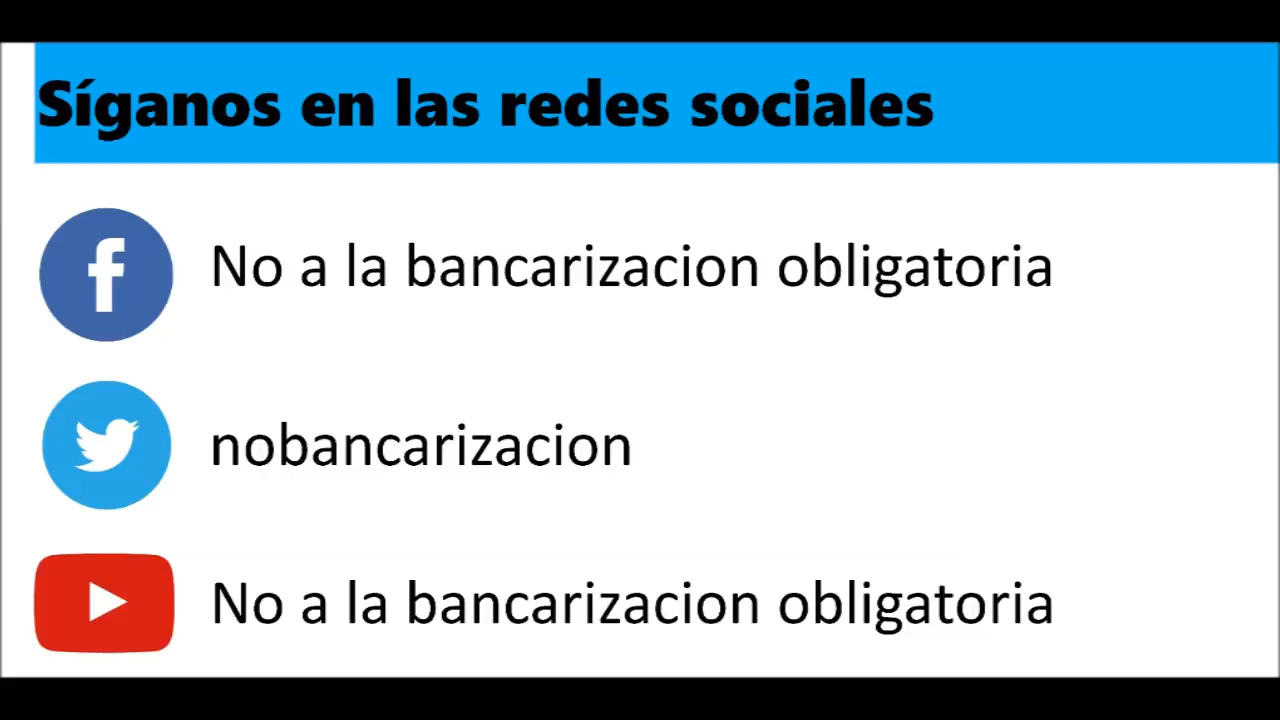 Síganos en las redes sociales
No a la bancarizacion obligatoria
nobancarizacion
No a la bancarizacion obligatoria